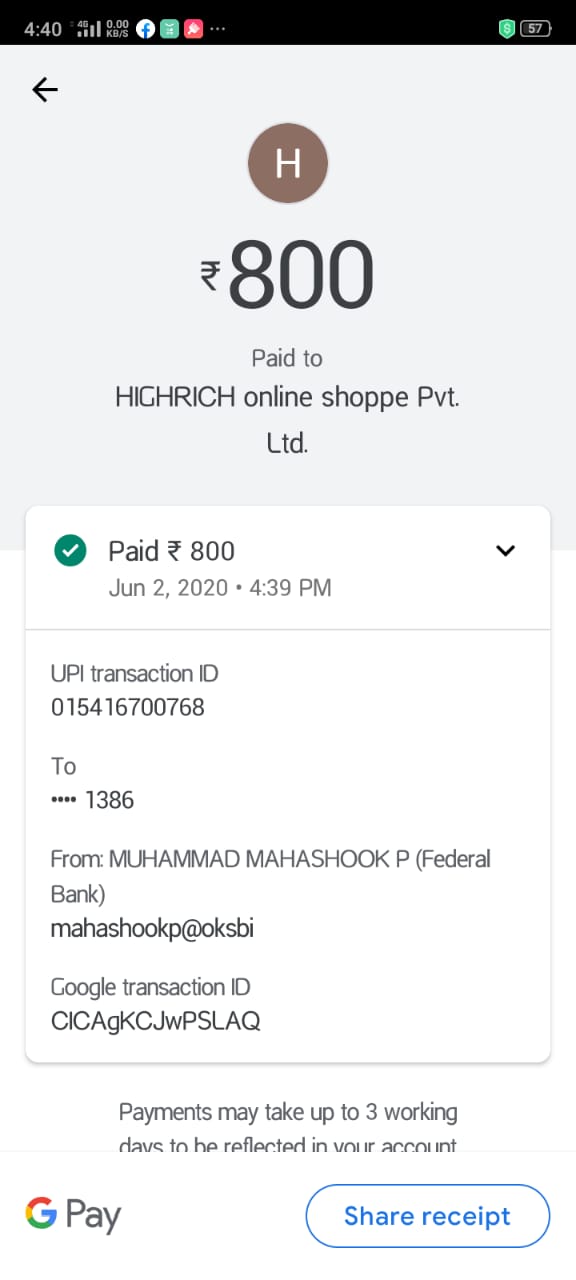 4:40 4G 0.00 KB/S ... 57
H
₹800
Paid to
HIGHRICH online shoppe Pvt.
Ltd.
Paid ₹ 800
Jun 2, 2020 • 4:39 PM
UPI transaction ID
015416700768
To
•••• 1386
From: MUHAMMAD MAHASHOOK P (Federal
Bank)
mahashookp@oksbi
Google transaction ID
CICAgKCJwPSLAQ
Payments may take up to 3 working
days to be reflected in your account
G Pay
Share receipt